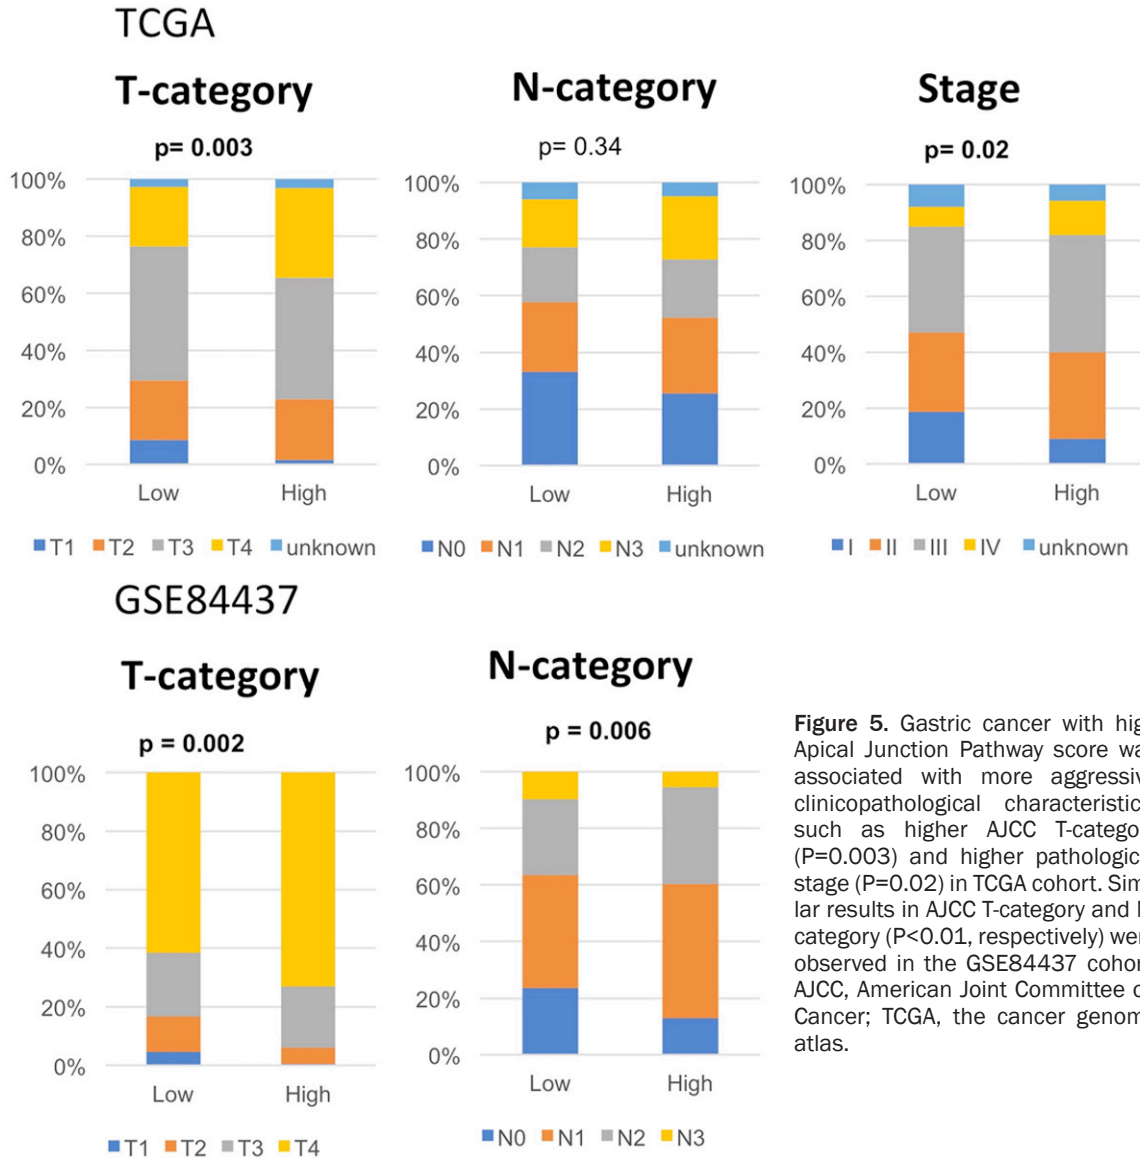 TCGA
T-category
N-category
Stage
p= 0.003
p= 0.34
p= 0.02
100%
80%
60%
40%
20%
0%
Low
High
100%
80%
60%
40%
20%
0%
Low
High
100%
80%
60%
40%
20%
0%
Low
High
T1 T2 T3 T4 unknown
N0 N1 N2 N3 unknown
I II III IV unknown
GSE84437
T-category
N-category
p = 0.002
p = 0.006
100%
80%
60%
40%
20%
0%
Low
High
100%
80%
60%
40%
20%
0%
Low
High
T1 T2 T3 T4
N0 N1 N2 N3
Figure 5. Gastric cancer with hig
Apical Junction Pathway score wa
associated with more aggressiv
clinicopathological characteristic
such as higher AJCC T-categor
(P=0.003) and higher pathologic
stage (P=0.02) in TCGA cohort. Sim
lar results in AJCC T-category and
category (P<0.01, respectively) wer
observed in the GSE84437 cohor
AJCC, American Joint Committee o
Cancer; TCGA, the cancer genom
atlas.